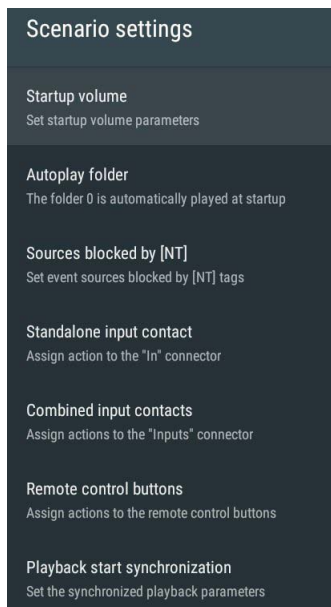 Scenario settings
Startup volume
Set startup volume parameters
Autoplay folder
The folder 0 is automatically played at startup
Sources blocked by [NT]
Set event sources blocked by [NT] tags
Standalone input contact
Assign action to the "In" connector
Combined input contacts
Assign actions to the "Inputs" connector
Remote control buttons
Assign actions to the remote control buttons
Playback start synchronization
Set the synchronized playback parameters